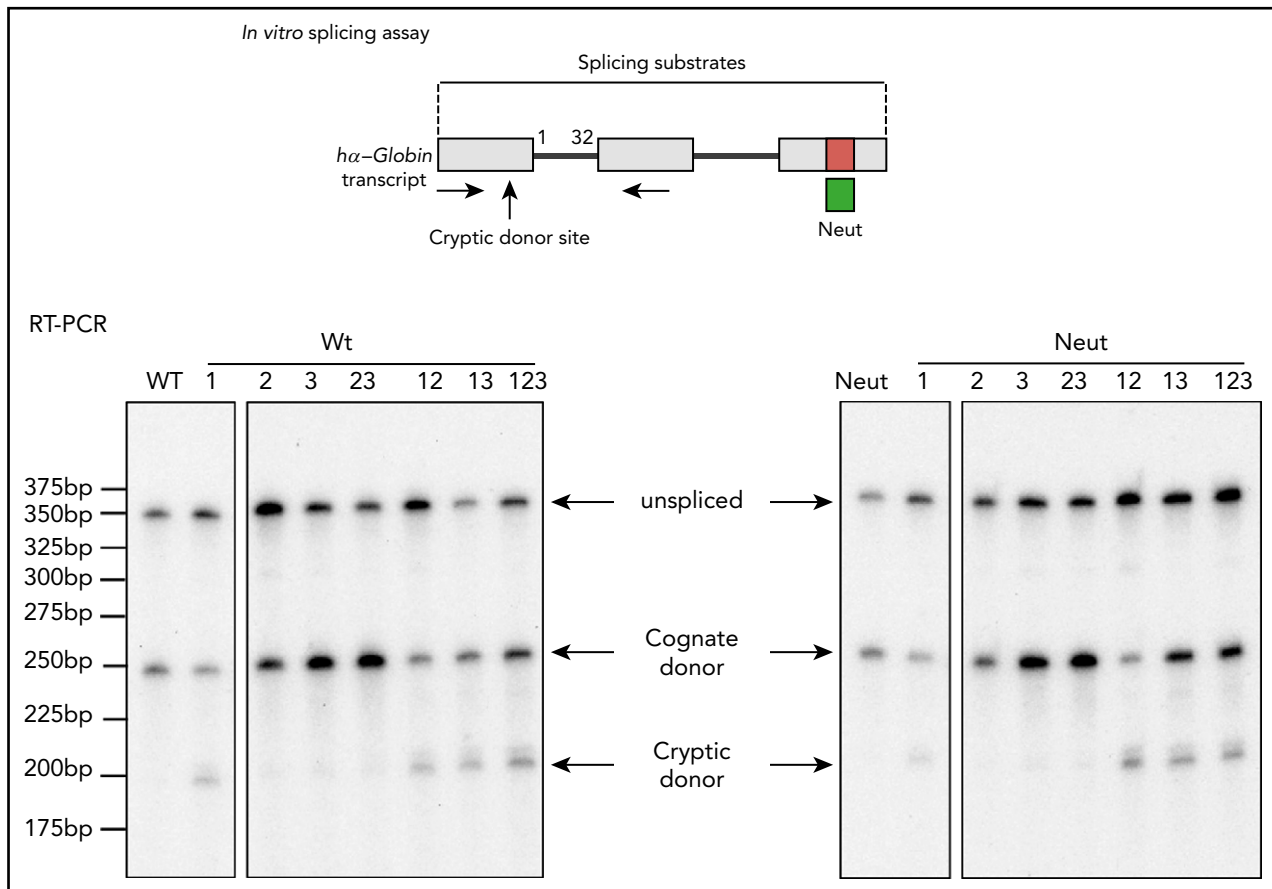 In vitro splicing assay
Splicing substrates
1 32
hα–Globin
transcript
Cryptic donor site
Neut
RT-PCR
Wt
WT 1 2 3 23 12 13 123
Neut
Neut 1 2 3 23 12 13 123
375bp
350bp
325bp
300bp
275bp
250bp
225bp
200bp
175bp
unspliced
Cognate
donor
Cryptic
donor